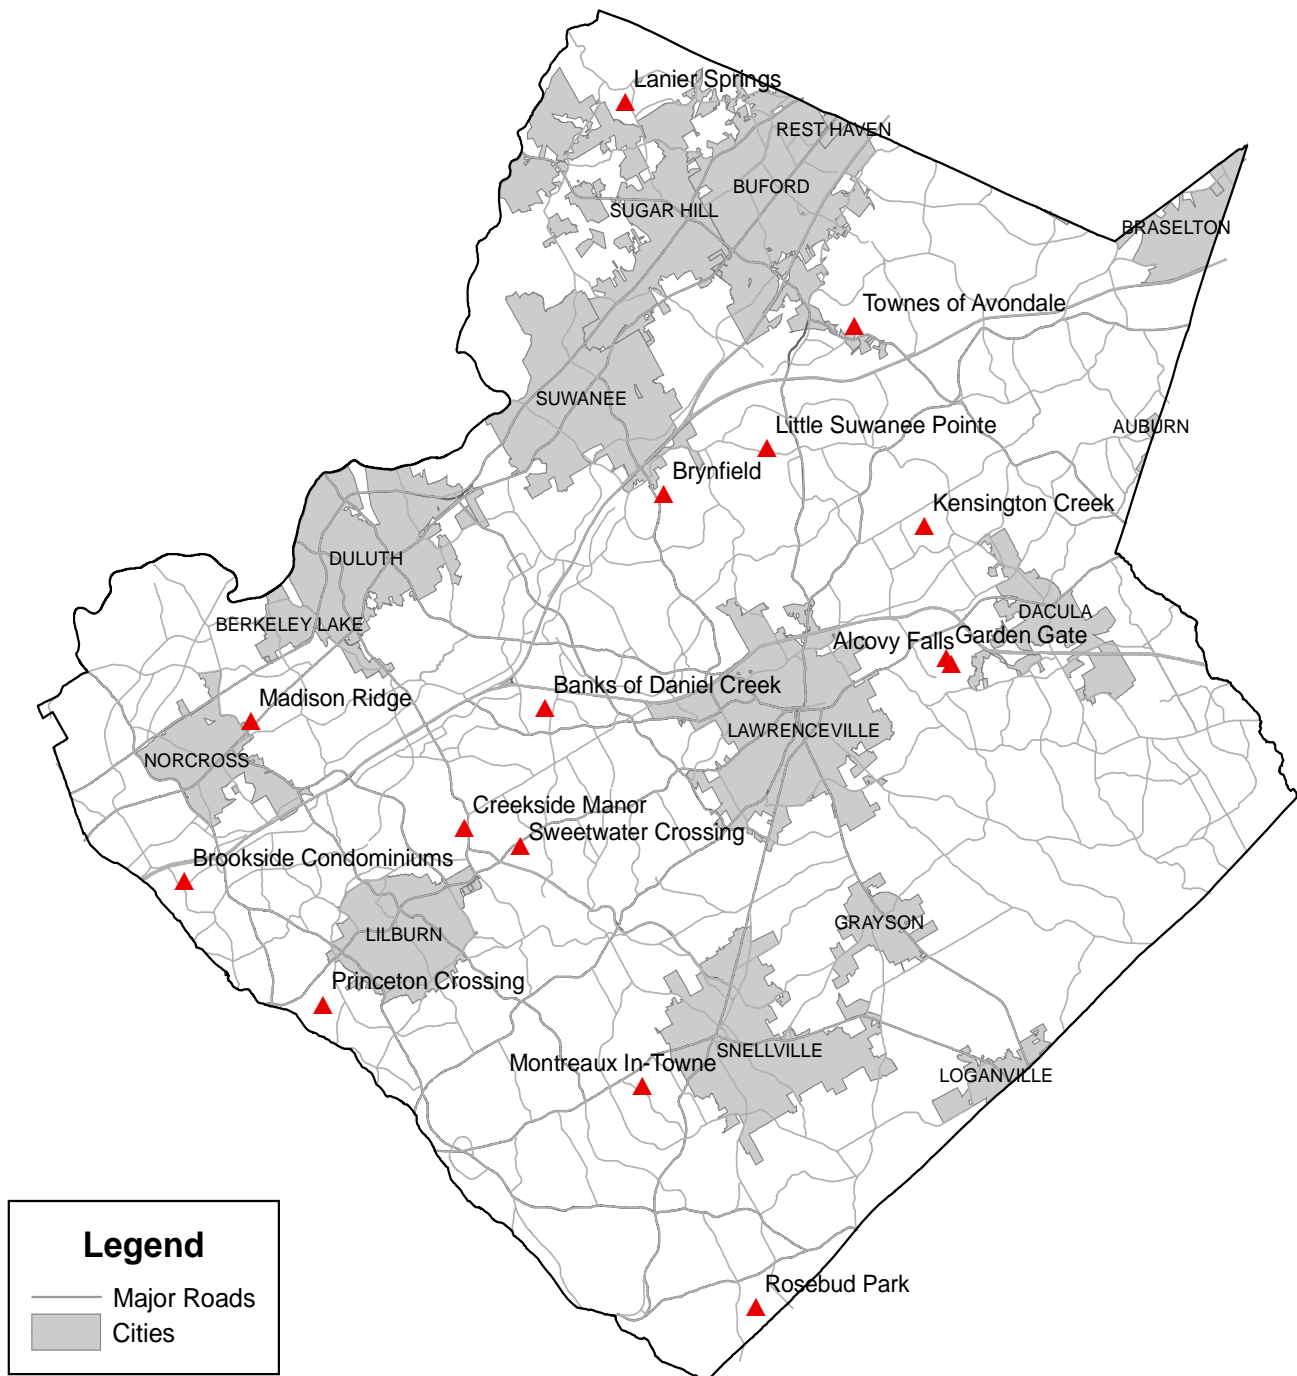 Lanier Springs
REST HAVEN
BUFORD
SUGAR HILL
BRASELTON
Townes of Avondale
SUWANEE
Little Suwanee Pointe
AUBURN
Brynfield
Kensington Creek
DULUTH
DACULA
BERKELEY LAKE
Alcovy Falls
Garden Gate
Banks of Daniel Creek
Madison Ridge
LAWRENCEVILLE
NORCROSS
Creekside Manor
Sweetwater Crossing
Brookside Condominiums
GRAYSON
LILBURN
Princeton Crossing
SNELLVILLE
Montreaux In-Towne
LOGANVILLE
Legend
Major Roads
Cities
Rosebud Park